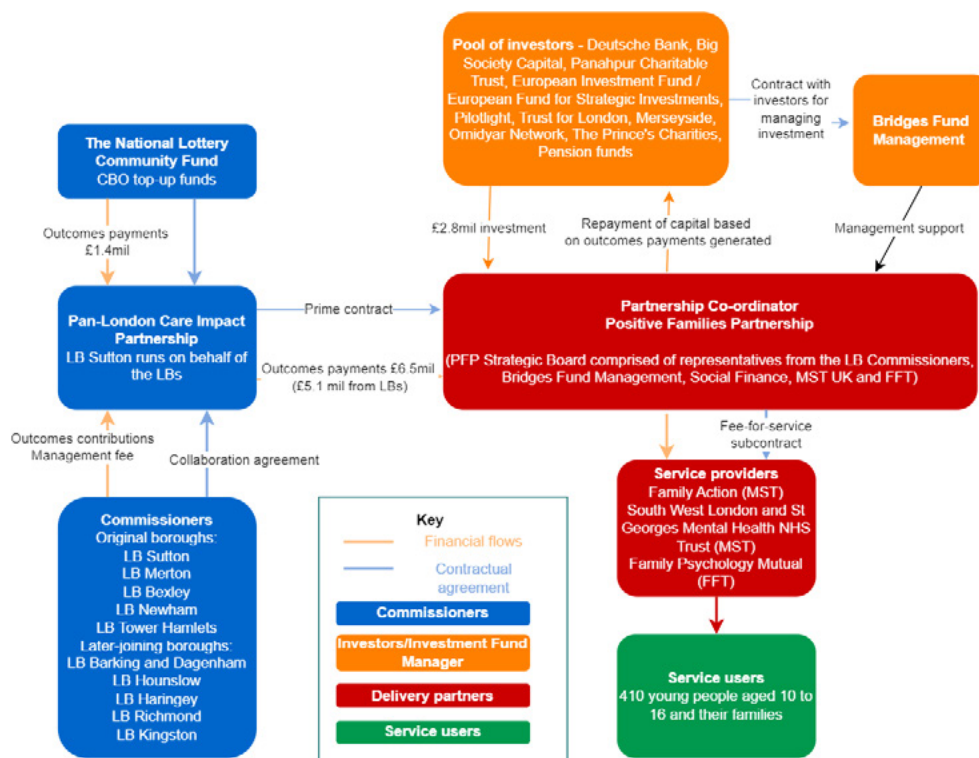 Pool of investors - Deutsche Bank, Big
Society Capital, Panahpur Charitable
Trust, European Investment Fund /
European Fund for Strategic Investments,
Pilotlight, Trust for London, Merseyside,
Omidyar Network, The Prince's Charities,
Pension funds
Contract with
investors for
managing
investment
Bridges Fund
Management
The National Lottery
Community Fund
CBO top-up funds
Outcomes payments
£1.4mil
£2.8mil investment
Repayment of capital based
on outcomes payments generated
Management support
Pan-London Care Impact
Partnership
LB Sutton runs on behalf of
the LBs
Prime contract
Outcomes payments £6.5mil
(£5.1 mil from LBs)
Partnership Co-ordinator
Positive Families Partnership
(PFP Strategic Board comprised of representatives from the LB Commissioners,
Bridges Fund Management, Social Finance, MST UK and FFT)
Outcomes contributions
Management fee
Collaboration agreement
Fee-for-service
subcontract
Service providers
Family Action (MST)
South West London and St
Georges Mental Health NHS
Trust (MST)
Family Psychology Mutual
(FFT)
Commissioners
Original boroughs:
LB Sutton
LB Merton
LB Bexley
LB Newham
LB Tower Hamlets
Later-joining boroughs:
LB Barking and Dagenham
LB Hounslow
LB Haringey
LB Richmond
LB Kingston
Key
Financial flows
Contractual
agreement
Commissioners
Investors/Investment Fund
Manager
Delivery partners
Service users
Service users
410 young people aged 10 to
16 and their families